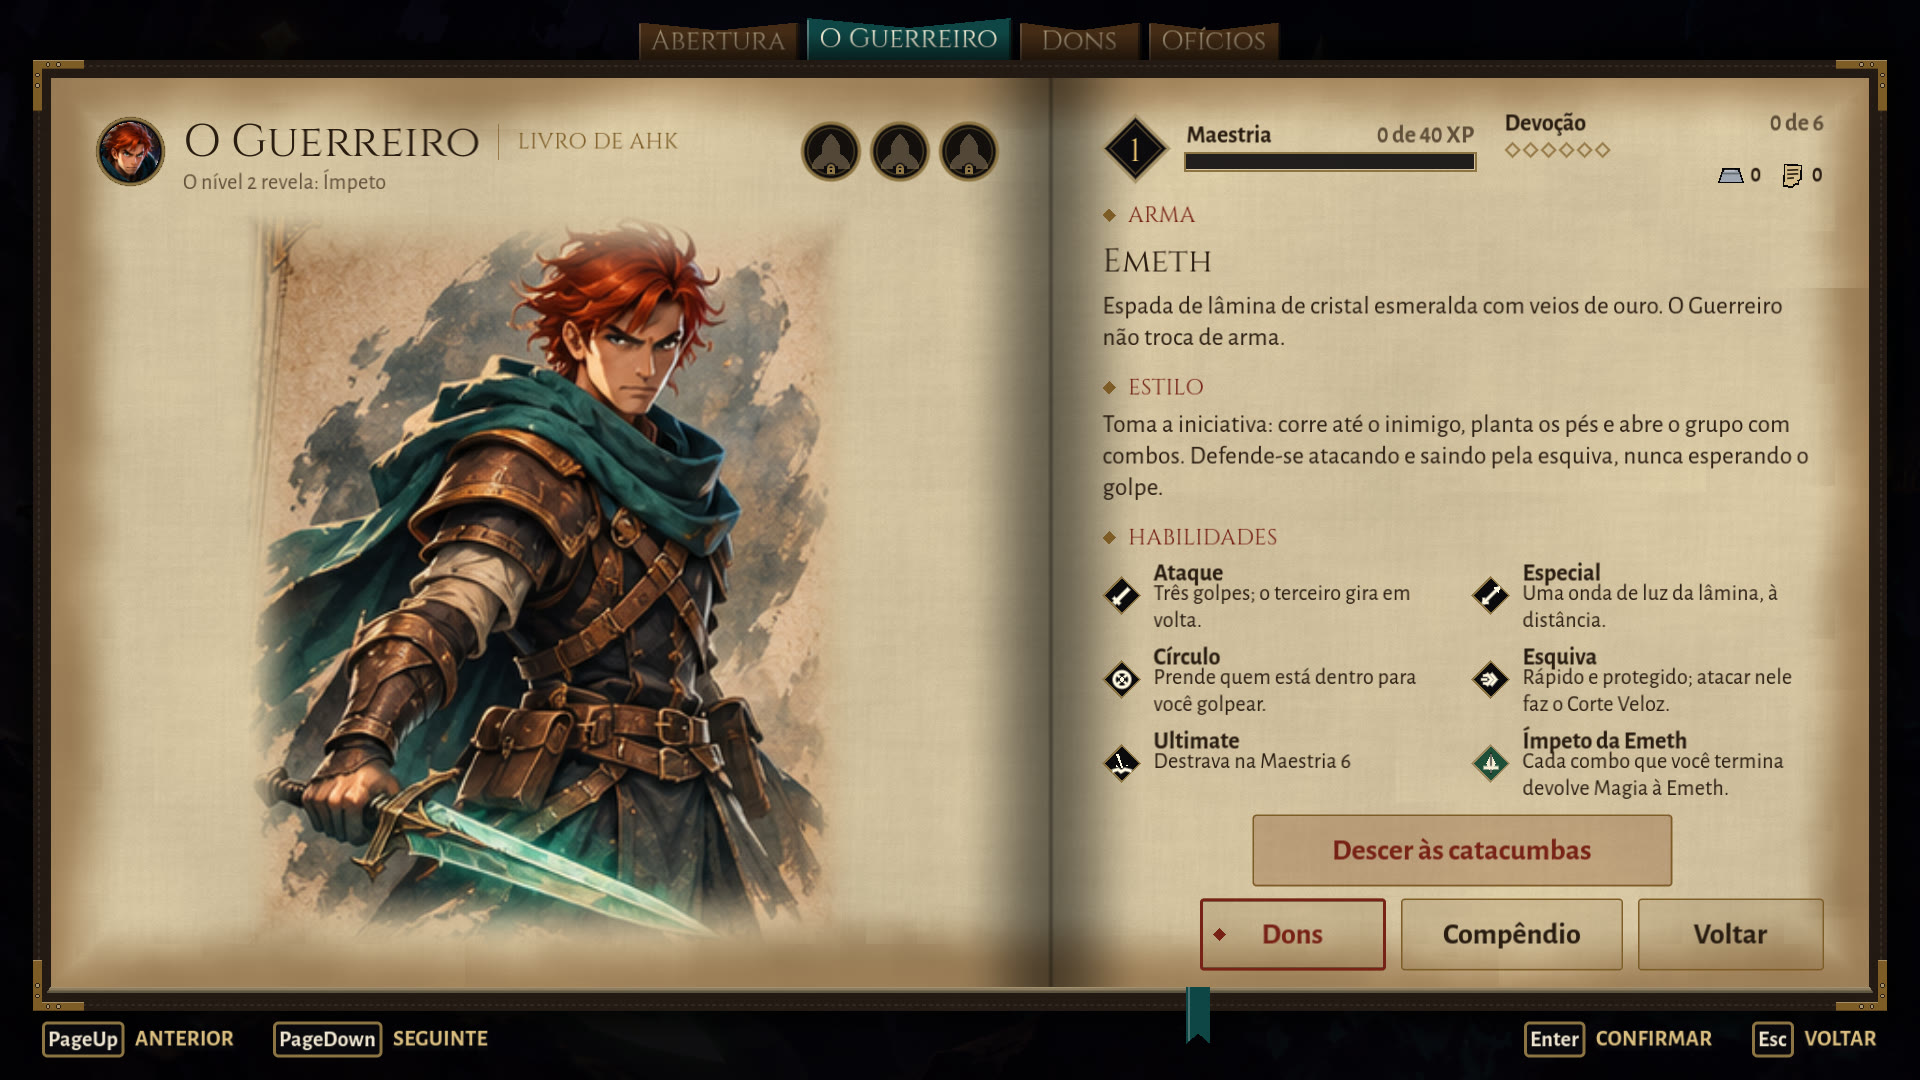 ABERTURA
O GUERREIRO
DONS
OFÍCIOS
O GUERREIRO
LIVRO DE AHK
O nível 2 revela: Ímpeto
1
Maestria
0 de 40 XP
Devoção
0 de 6
0
0
ARMA
EMETH
Espada de lâmina de cristal esmeralda com veios de ouro. O Guerreiro
não troca de arma.
ESTILO
Toma a iniciativa: corre até o inimigo, planta os pés e abre o grupo com
combos. Defende-se atacando e saindo pela esquiva, nunca esperando o
golpe.
HABILIDADES
Ataque
Três golpes; o terceiro gira em
volta.
Especial
Uma onda de luz da lâmina, à
distância.
Círculo
Prende quem está dentro para
você golpear.
Esquiva
Rápido e protegido; atacar nele
faz o Corte Veloz.
Ultimate
Destrava na Maestria 6
Ímpeto da Emeth
Cada combo que você termina
devolve Magia à Emeth.
Descer às catacumbas
Dons
Compêndio
Voltar
PageUp ANTERIOR
PageDown SEGUINTE
Enter CONFIRMAR
Esc VOLTAR